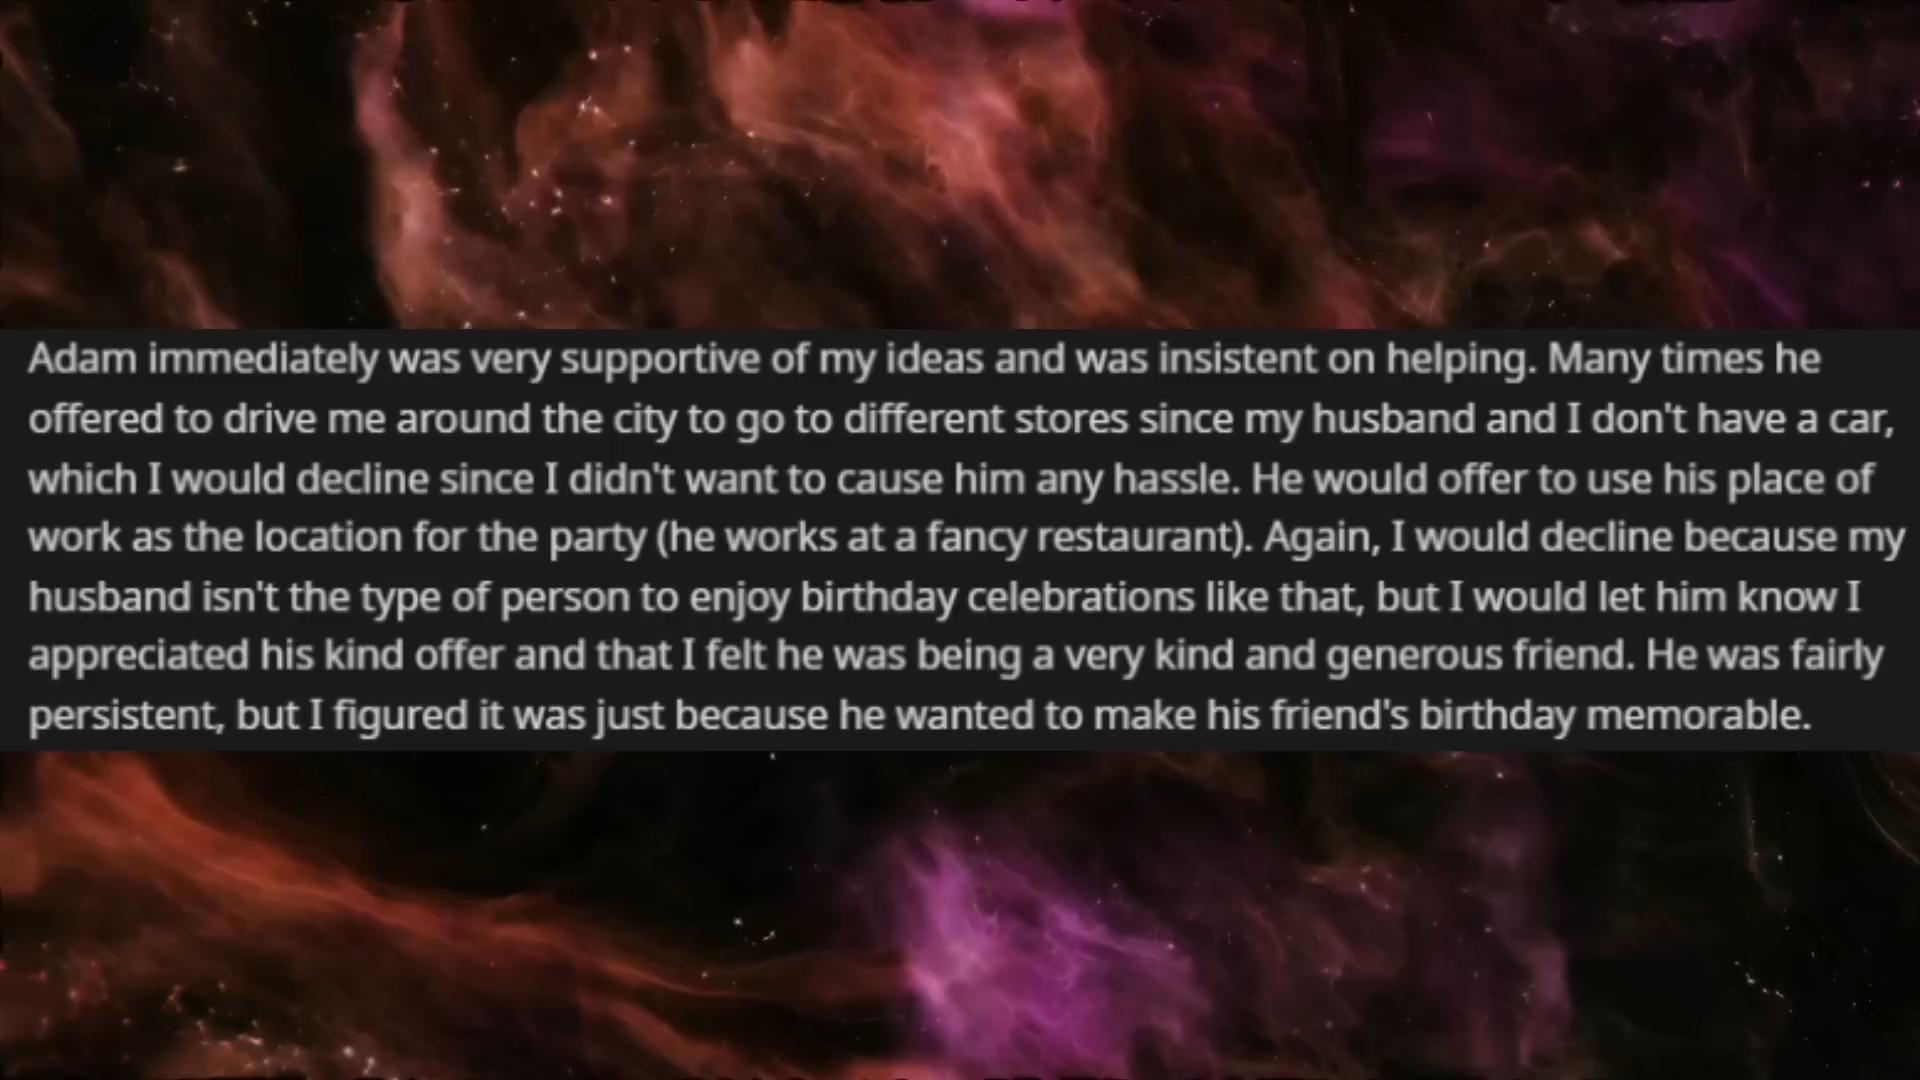 Adam immediately was very supportive of my ideas and was insistent on helping. Many times he
offered to drive me around the city to go to different stores since my husband and I don't have a car,
which I would decline since I didn't want to cause him any hassle. He would offer to use his place of
work as the location for the party (he works at a fancy restaurant). Again, I would decline because my
husband isn't the type of person to enjoy birthday celebrations like that, but I would let him know I
appreciated his kind offer and that I felt he was being a very kind and generous friend. He was fairly
persistent, but I figured it was just because he wanted to make his friend's birthday memorable.